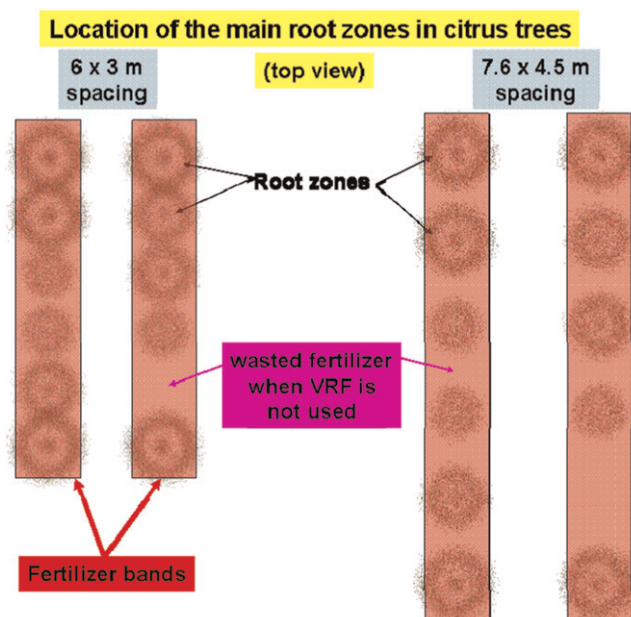 Location of the main root zones in citrus trees
6 x 3 m
spacing
(top view)
7.6 x 4.5 m
spacing
Root zones
wasted fertilizer
when VRF is
not used
Fertilizer bands